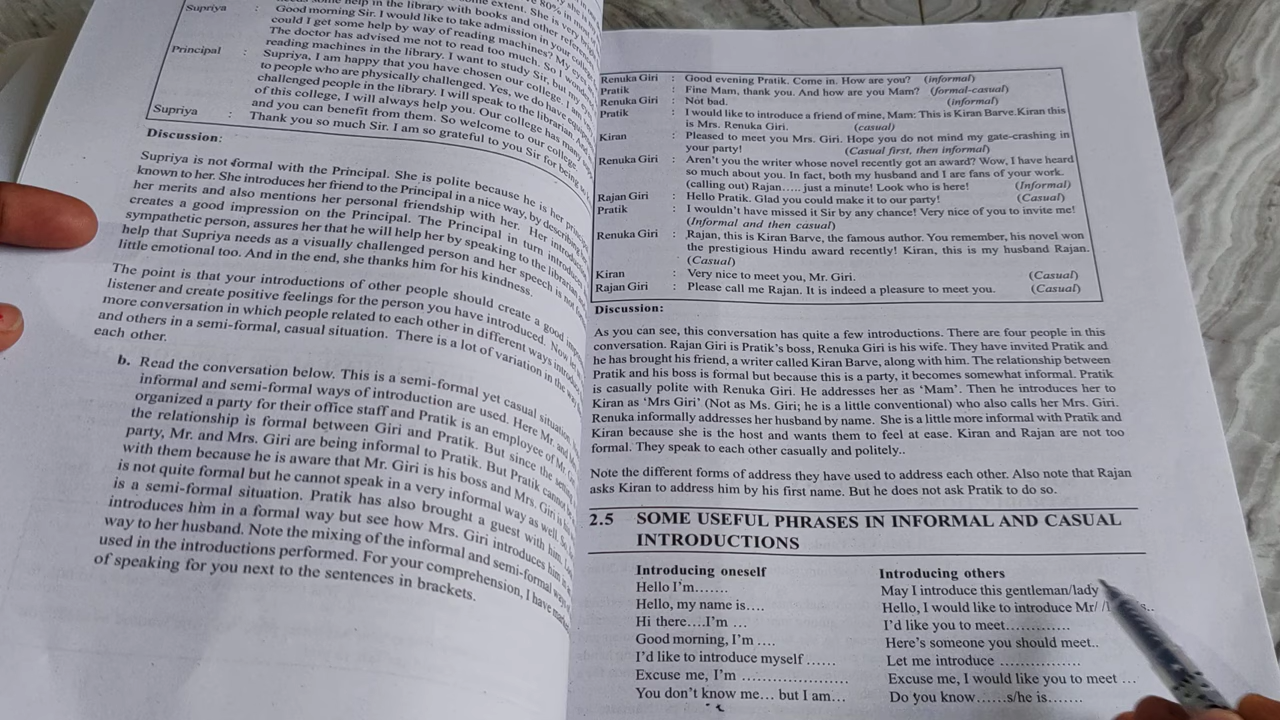 some extent. She is very
help in the library with books and other
Supriya : Good morning Sir. I would like to take admission in your
could I get some help by way of reading machines? My eyes
The doctor has advised me not to read too much. So I
reading machines in the library. I want to study Sir, but my
Principal : Supriya, I am happy that you have chosen our college. I am
to people who are physically challenged. Yes, we do have
challenged people in the library. I will speak to the librarian
of this college, I will always help you. Our college has many
and you can benefit from them. So welcome to our college
Supriya : Thank you so much Sir. I am so grateful to you Sir for being
Discussion:
Supriya is not formal with the Principal. She is polite because he is her
known to her. She introduces her friend to the Principal in a nice way, by describing
her merits and also mentions her personal friendship with her. Her
creates a good impression on the Principal. The Principal in turn
sympathetic person, assures her that he will help her by speaking to the librarian
help that Supriya needs as a visually challenged person and her speech is not
little emotional too. And in the end, she thanks him for his kindness.
The point is that your introductions of other people should create a good
listener and create positive feelings for the person you have introduced. Now
more conversation in which people related to each other in different ways
and others in a semi-formal, casual situation. There is a lot of variation in the
each other.
b. Read the conversation below. This is a semi-formal yet casual situation.
informal and semi-formal ways of introduction are used. Here Mr. and
organized a party for their office staff and Pratik is an employee of Mr.
the relationship is formal between Giri and Pratik. But since the
party, Mr. and Mrs. Giri are being informal to Pratik. But Pratik cannot
with them because he is aware that Mr. Giri is his boss and Mrs. Giri is
is not quite formal but he cannot speak in a very informal way as well.
is a semi-formal situation. Pratik has also brought a guest with him.
introduces him in a formal way but see how Mrs. Giri introduces him
way to her husband. Note the mixing of the informal and semi-formal
used in the introductions performed. For your comprehension, I have
of speaking for you next to the sentences in brackets.
Renuka Giri : Good evening Pratik. Come in. How are you? (informal)
Pratik : Fine Mam, thank you. And how are you Mam? (formal-casual)
Renuka Giri : Not bad. (informal)
Pratik : I would like to introduce a friend of mine, Mam: This is Kiran Barve.Kiran this
is Mrs. Renuka Giri. (casual)
Kiran : Pleased to meet you Mrs. Giri. Hope you do not mind my gate-crashing in
your party! (Casual first, then informal)
Renuka Giri : Aren't you the writer whose novel recently got an award? Wow, I have heard
so much about you. In fact, both my husband and I are fans of your work.
(calling out) Rajan..... just a minute! Look who is here! (Informal)
Rajan Giri : Hello Pratik. Glad you could make it to our party! (Casual)
Pratik : I wouldn't have missed it Sir by any chance! Very nice of you to invite me!
(Informal and then casual)
Renuka Giri : Rajan, this is Kiran Barve, the famous author. You remember, his novel won
the prestigious Hindu award recently! Kiran, this is my husband Rajan.
(Casual)
Kiran : Very nice to meet you, Mr. Giri. (Casual)
Rajan Giri : Please call me Rajan. It is indeed a pleasure to meet you. (Casual)
Discussion:
As you can see, this conversation has quite a few introductions. There are four people in this
conversation. Rajan Giri is Pratik's boss, Renuka Giri is his wife. They have invited Pratik and
he has brought his friend, a writer called Kiran Barve, along with him. The relationship between
Pratik and his boss is formal but because this is a party, it becomes somewhat informal. Pratik
is casually polite with Renuka Giri. He addresses her as 'Mam'. Then he introduces her to
Kiran as 'Mrs Giri' (Not as Ms. Giri; he is a little conventional) who also calls her Mrs. Giri.
Renuka informally addresses her husband by name. She is a little more informal with Pratik and
Kiran because she is the host and wants them to feel at ease. Kiran and Rajan are not too
formal. They speak to each other casually and politely..
Note the different forms of address they have used to address each other. Also note that Rajan
asks Kiran to address him by his first name. But he does not ask Pratik to do so.
2.5 SOME USEFUL PHRASES IN INFORMAL AND CASUAL
INTRODUCTIONS
Introducing oneself
Hello I'm.......
Hello, my name is....
Hi there....I'm ...
Good morning, I'm ....
I'd like to introduce myself ......
Excuse me, I'm .....................
You don't know me... but I am...
Introducing others
May I introduce this gentleman/lady
Hello, I would like to introduce Mr/
I'd like you to meet.............
Here's someone you should meet..
Let me introduce ................
Excuse me, I would like you to meet ...
Do you know......s/he is.......